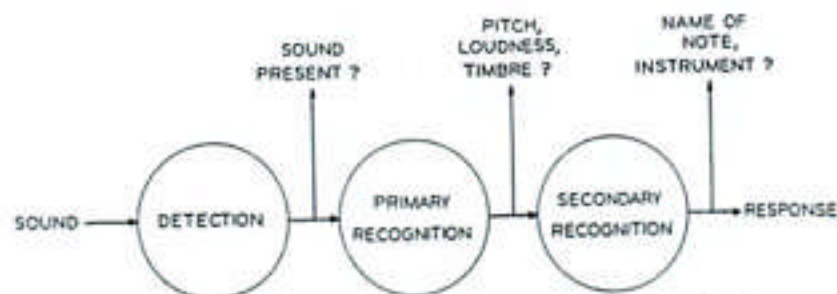 SOUND
PRESENT ?
PITCH,
LOUDNESS,
TIMBRE ?
NAME OF
NOTE,
INSTRUMENT ?
SOUND
DETECTION
PRIMARY
RECOGNITION
SECONDARY
RECOGNITION
RESPONSE